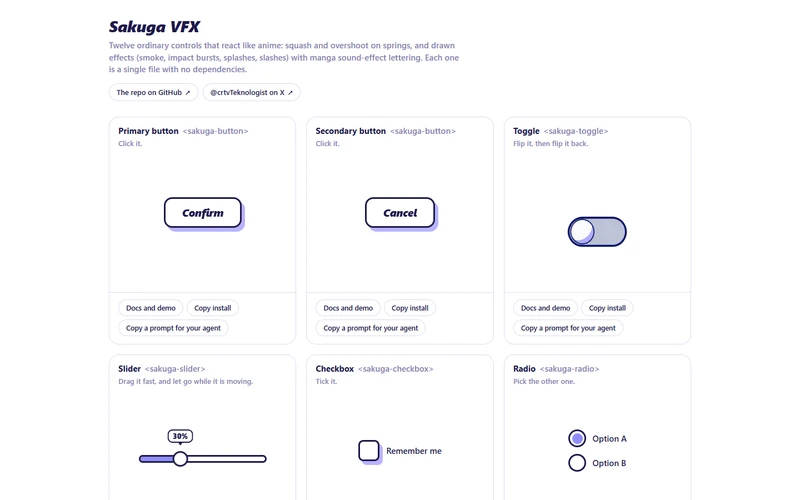 Sakuga VFX
Twelve ordinary controls that react like anime: squash and overshoot on springs, and drawn
effects (smoke, impact bursts, splashes, slashes) with manga sound-effect lettering. Each one
is a single file with no dependencies.
The repo on GitHub ↗
@crtvTeknologist on X ↗
Primary button <sakuga-button>
Click it.
Confirm
Docs and demo
Copy install
Copy a prompt for your agent
Secondary button <sakuga-button>
Click it.
Cancel
Docs and demo
Copy install
Copy a prompt for your agent
Toggle <sakuga-toggle>
Flip it, then flip it back.
Docs and demo
Copy install
Copy a prompt for your agent
Slider <sakuga-slider>
Drag it fast, and let go while it is moving.
30%
Checkbox <sakuga-checkbox>
Tick it.
Remember me
Radio <sakuga-radio>
Pick the other one.
Option A
Option B